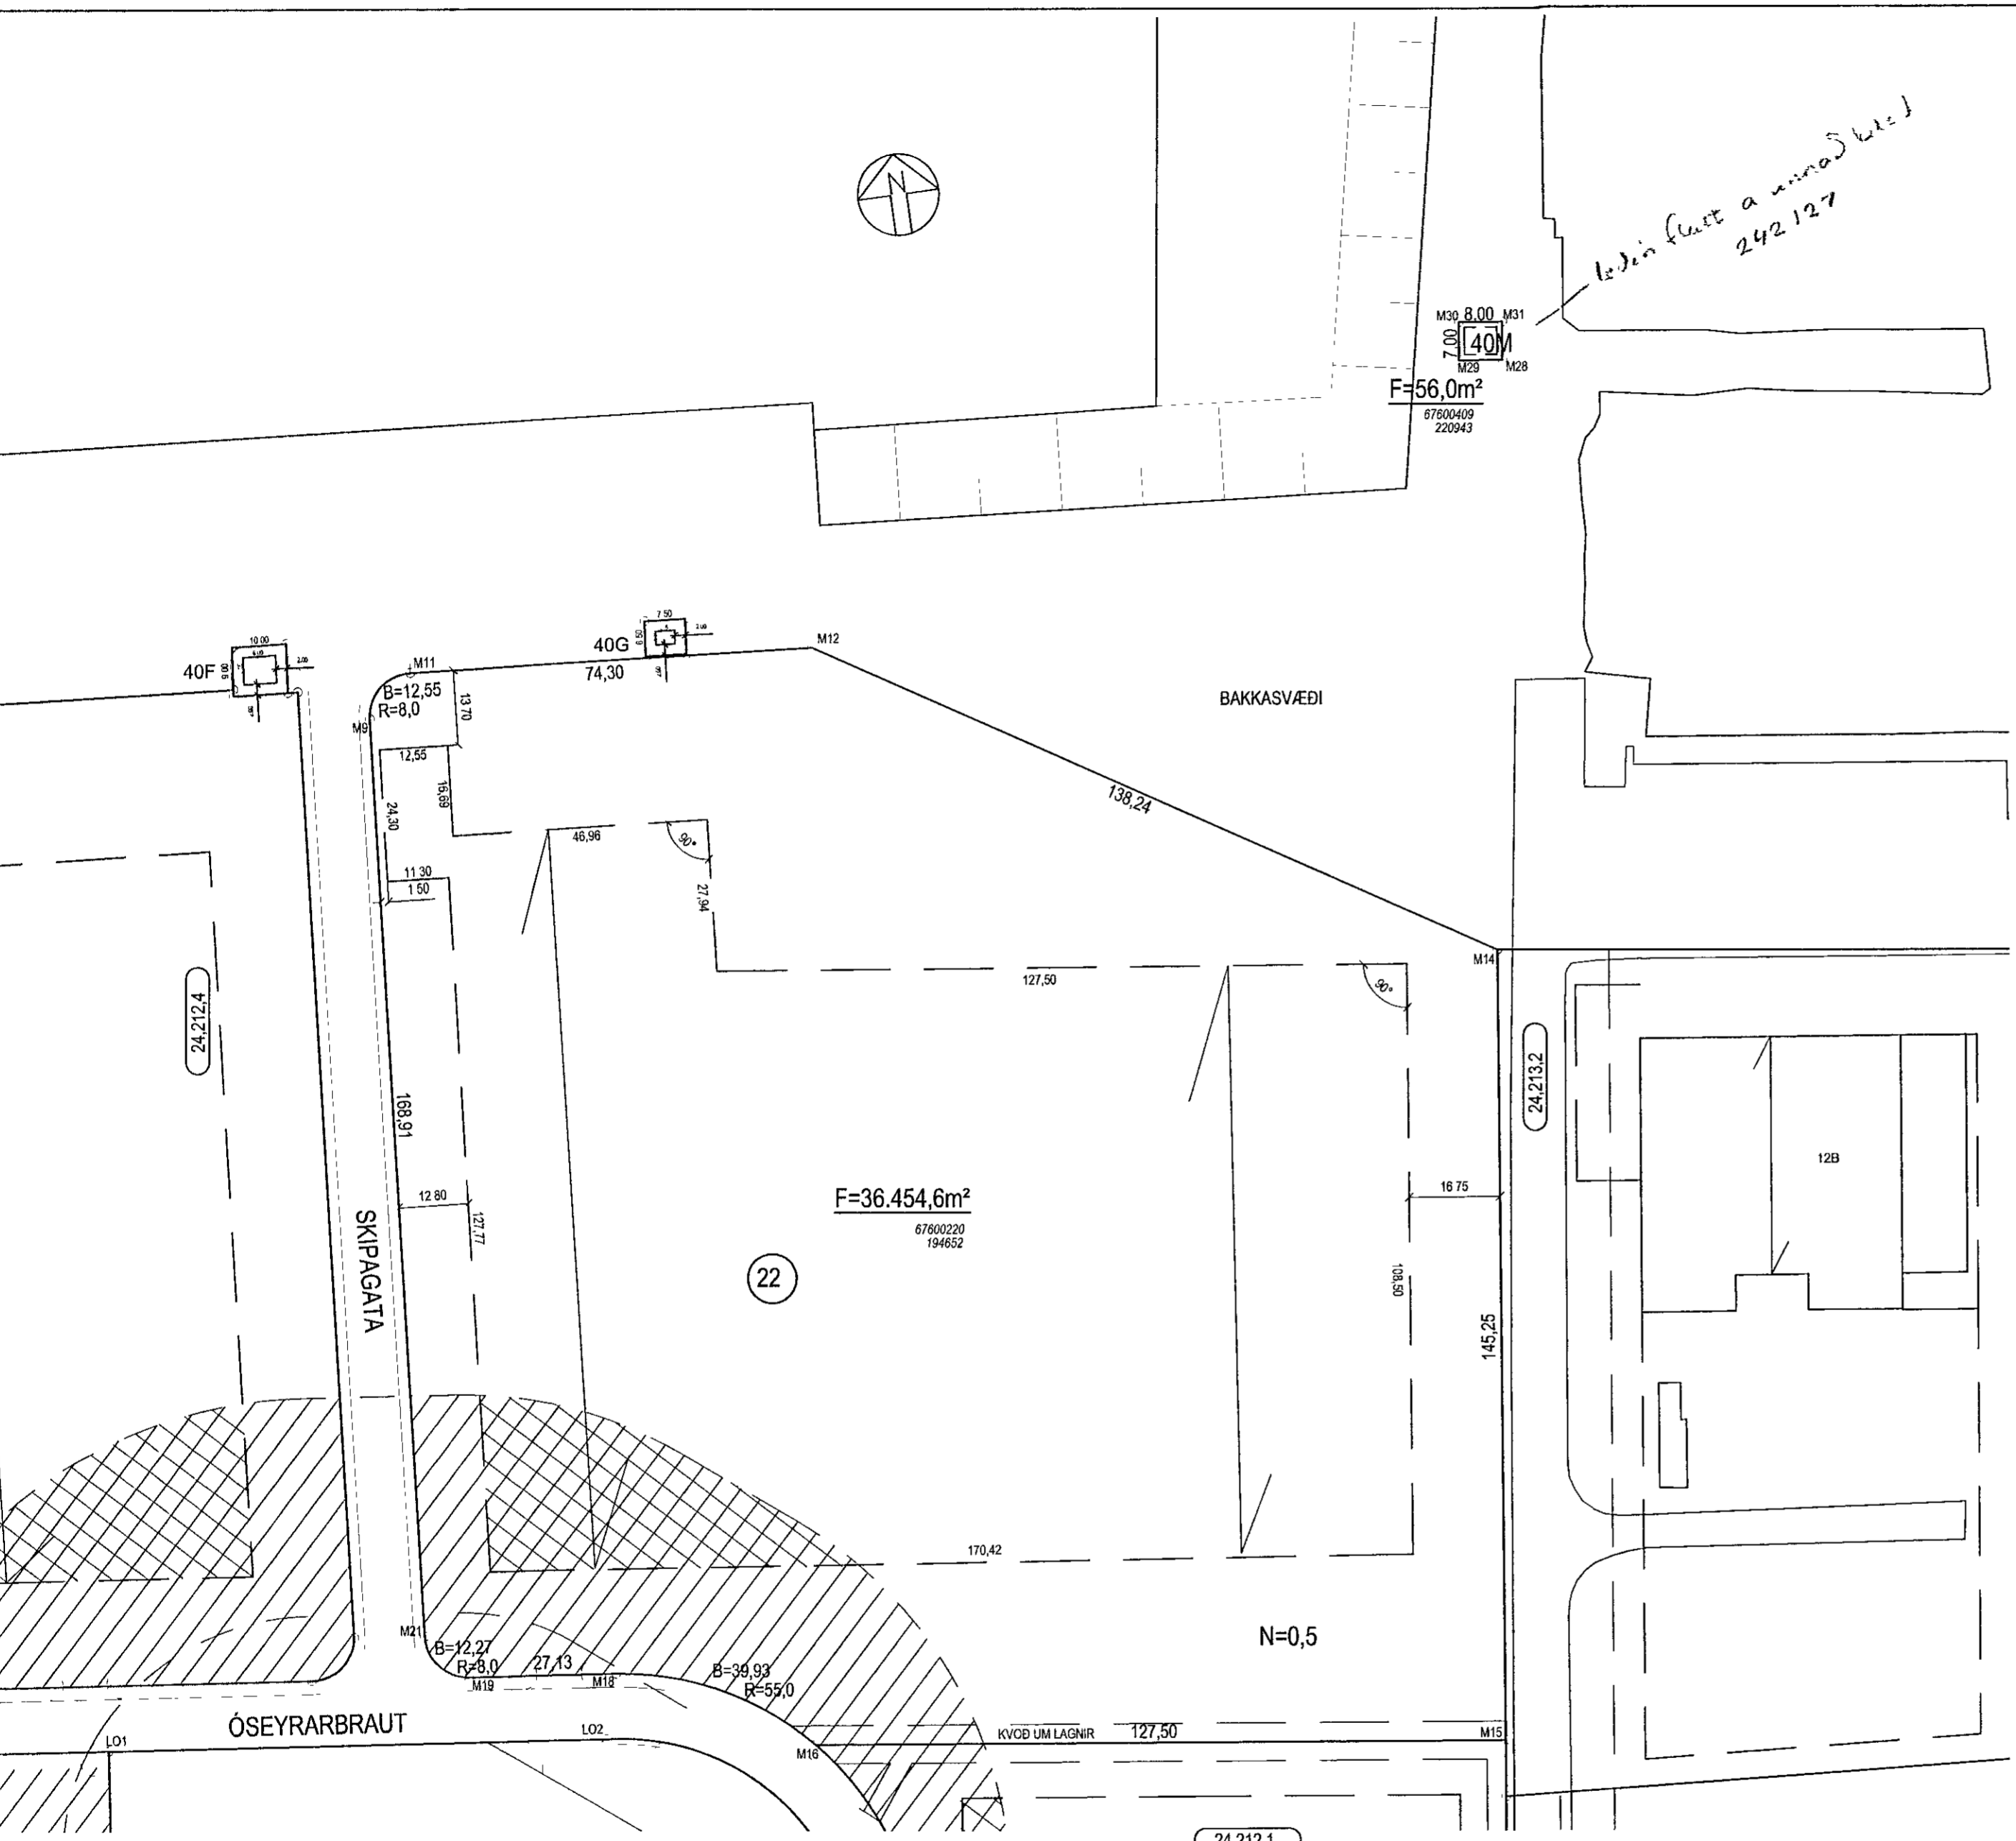 N
242127
M30 8.00 M31
7.00
40M
M29 M28
F=56,0m²
67600409
220943
10.00
40F
7 50
40G
M12
74,30
M11
B=12,55
R=8,0
M9
13 70
BAKKASVÆÐI
12,55
16,69
24,30
46,96
90°
138,24
11 30
1 50
27,94
127,50
90°
M14
24,212,4
24,213,2
168,91
12B
12 80
127,77
F=36.454,6m²
67600220
194652
16 75
SKIPAGATA
22
108,50
145,25
170,42
M21
B=12,27
R=8,0
27,13
M19
M18
B=39,93
R=55,0
N=0,5
ÓSEYRARBRAUT
LO1
LO2
M16
KVOÐ UM LAGNIR
127,50
M15
24,212,1